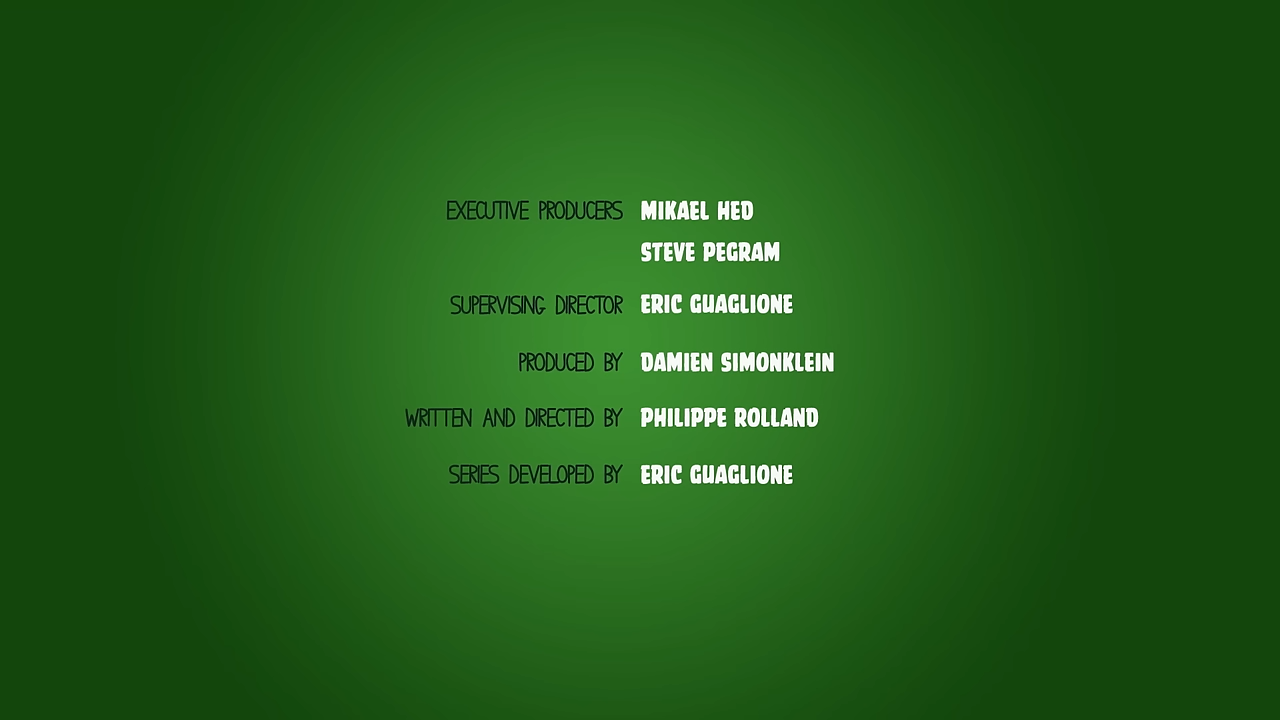 EXECUTIVE PRODUCERS MIKAEL HED
STEVE PEGRAM
SUPERVISING DIRECTOR ERIC GUAGLIONE
PRODUCED BY DAMIEN SIMONKLEIN
WRITTEN AND DIRECTED BY PHILIPPE ROLLAND
SERIES DEVELOPED BY ERIC GUAGLIONE